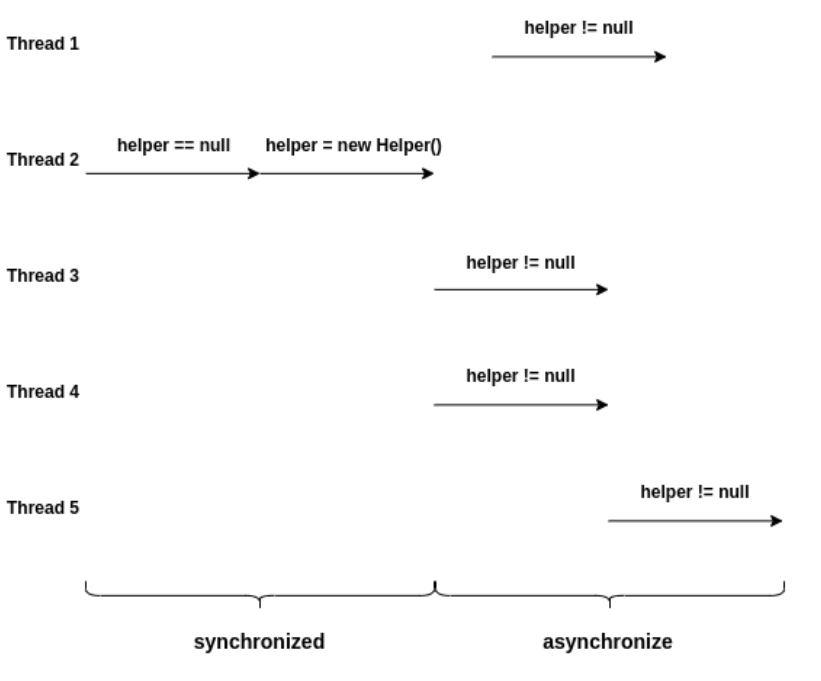 helper != null
Thread 1
helper == null
helper = new Helper()
Thread 2
helper != null
Thread 3
helper != null
Thread 4
helper != null
Thread 5
synchronized
asynchronize